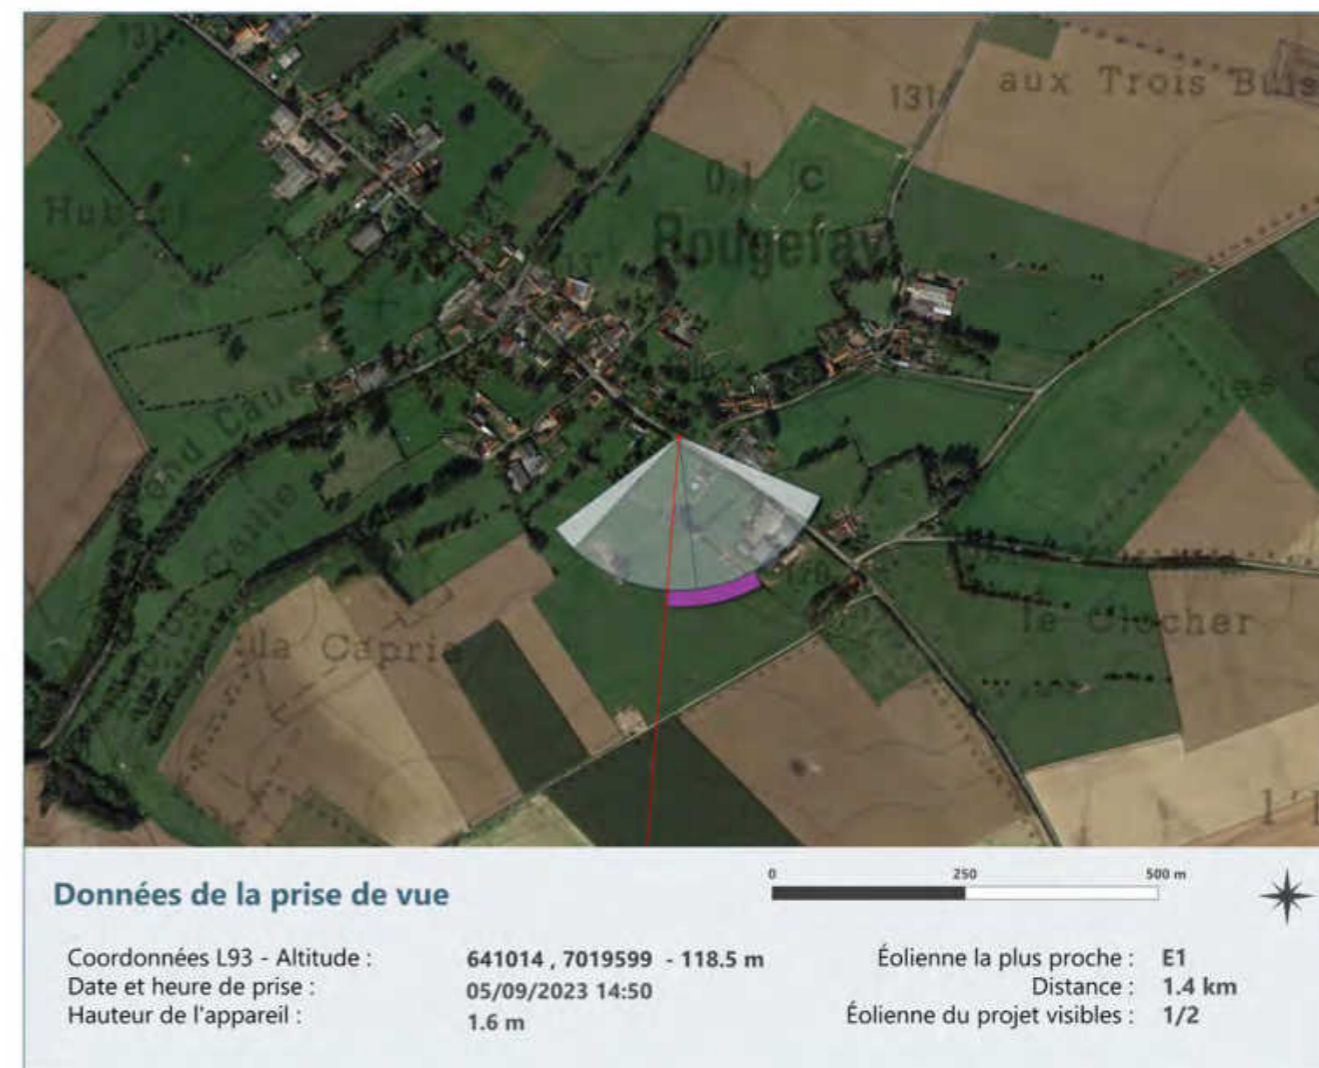 131
aux Trois Buis
131
0,1 C
Hubert
Rougefay
la Caprie
le Clocher
l'
Données de la prise de vue
0 250 500 m
Coordonnées L93 - Altitude : 641014 , 7019599 - 118.5 m
Date et heure de prise : 05/09/2023 14:50
Hauteur de l'appareil : 1.6 m
Éolienne la plus proche : E1
Distance : 1.4 km
Éolienne du projet visibles : 1/2